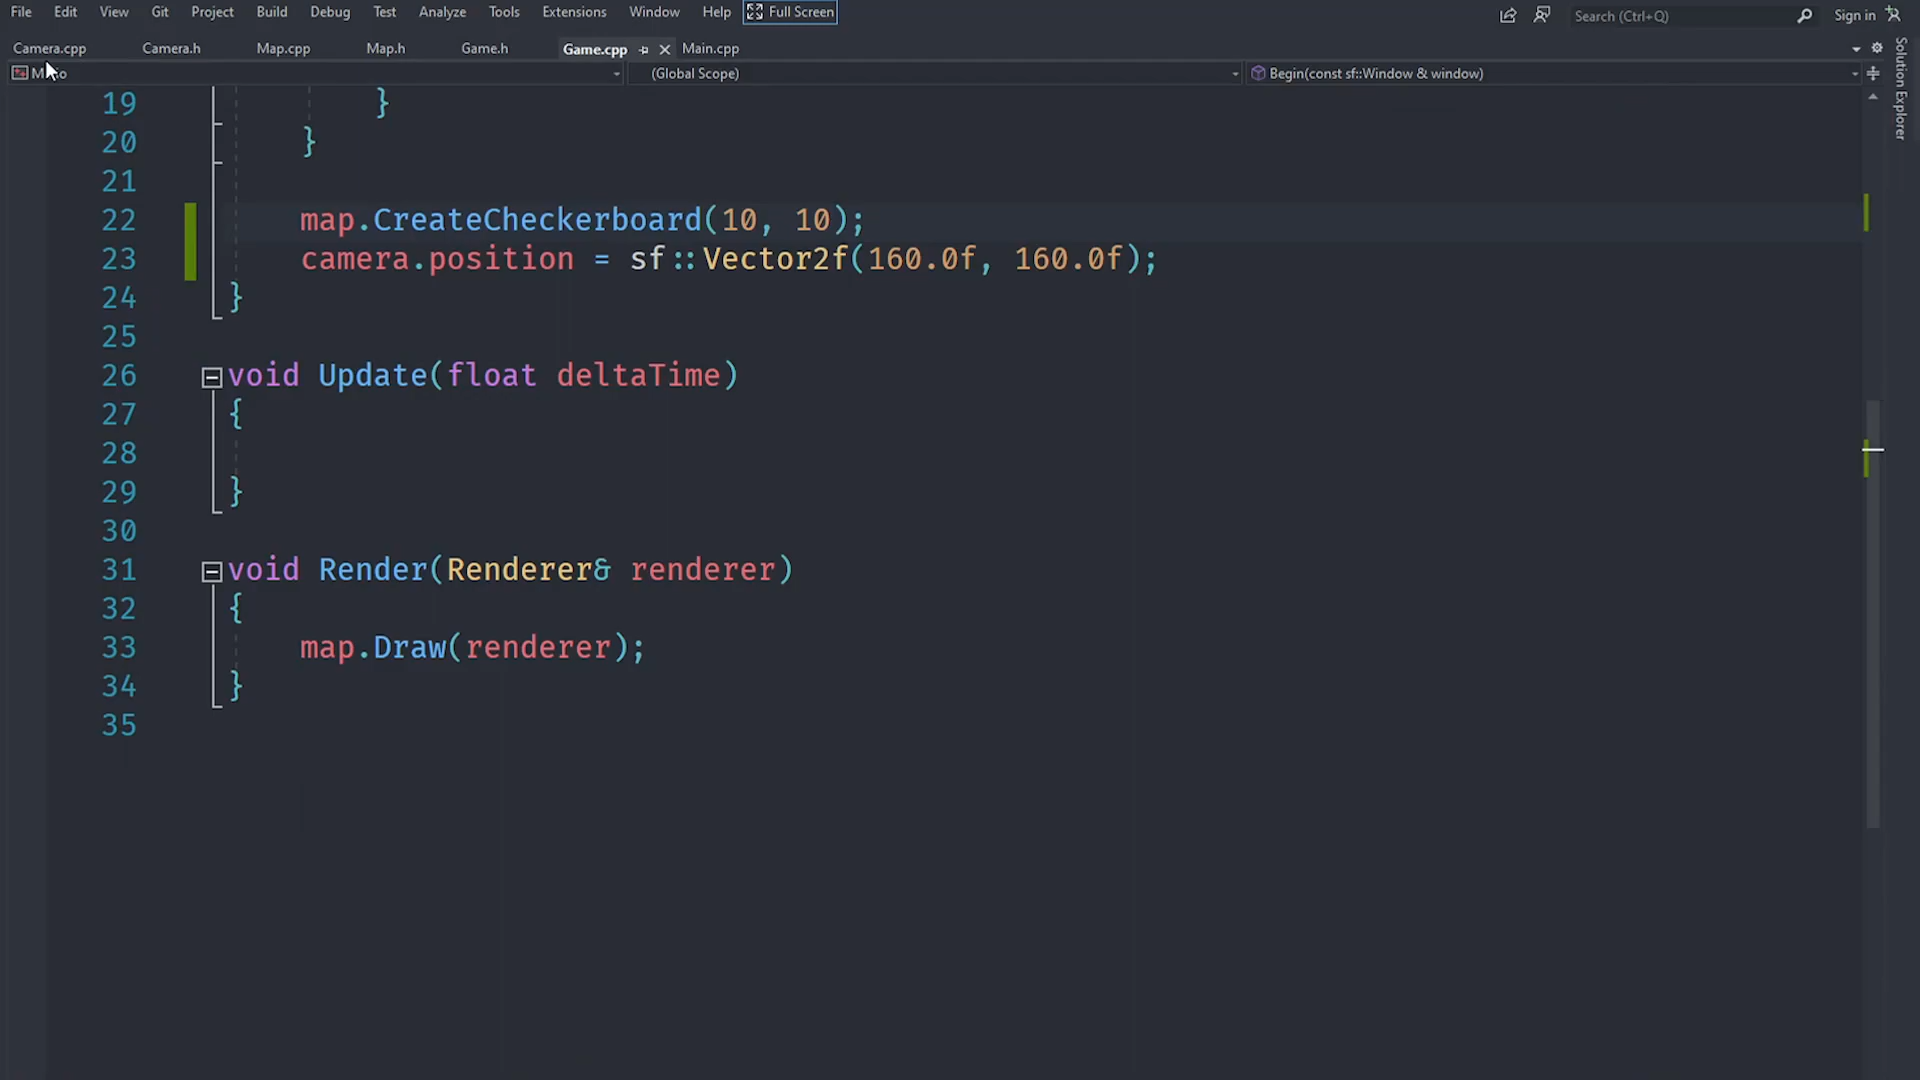 File Edit View Git Project Build Debug Test Analyze Tools Extensions Window Help Full Screen Search (Ctrl+Q) Sign in
Camera.cpp Camera.h Map.cpp Map.h Game.h Game.cpp Main.cpp
(Global Scope) Begin(const sf::Window & window)
Solution Explorer
19 }
20 }
21
22 map.CreateCheckerboard(10, 10);
23 camera.position = sf::Vector2f(160.0f, 160.0f);
24 }
25
26 void Update(float deltaTime)
27 {
28
29 }
30
31 void Render(Renderer& renderer)
32 {
33 map.Draw(renderer);
34 }
35